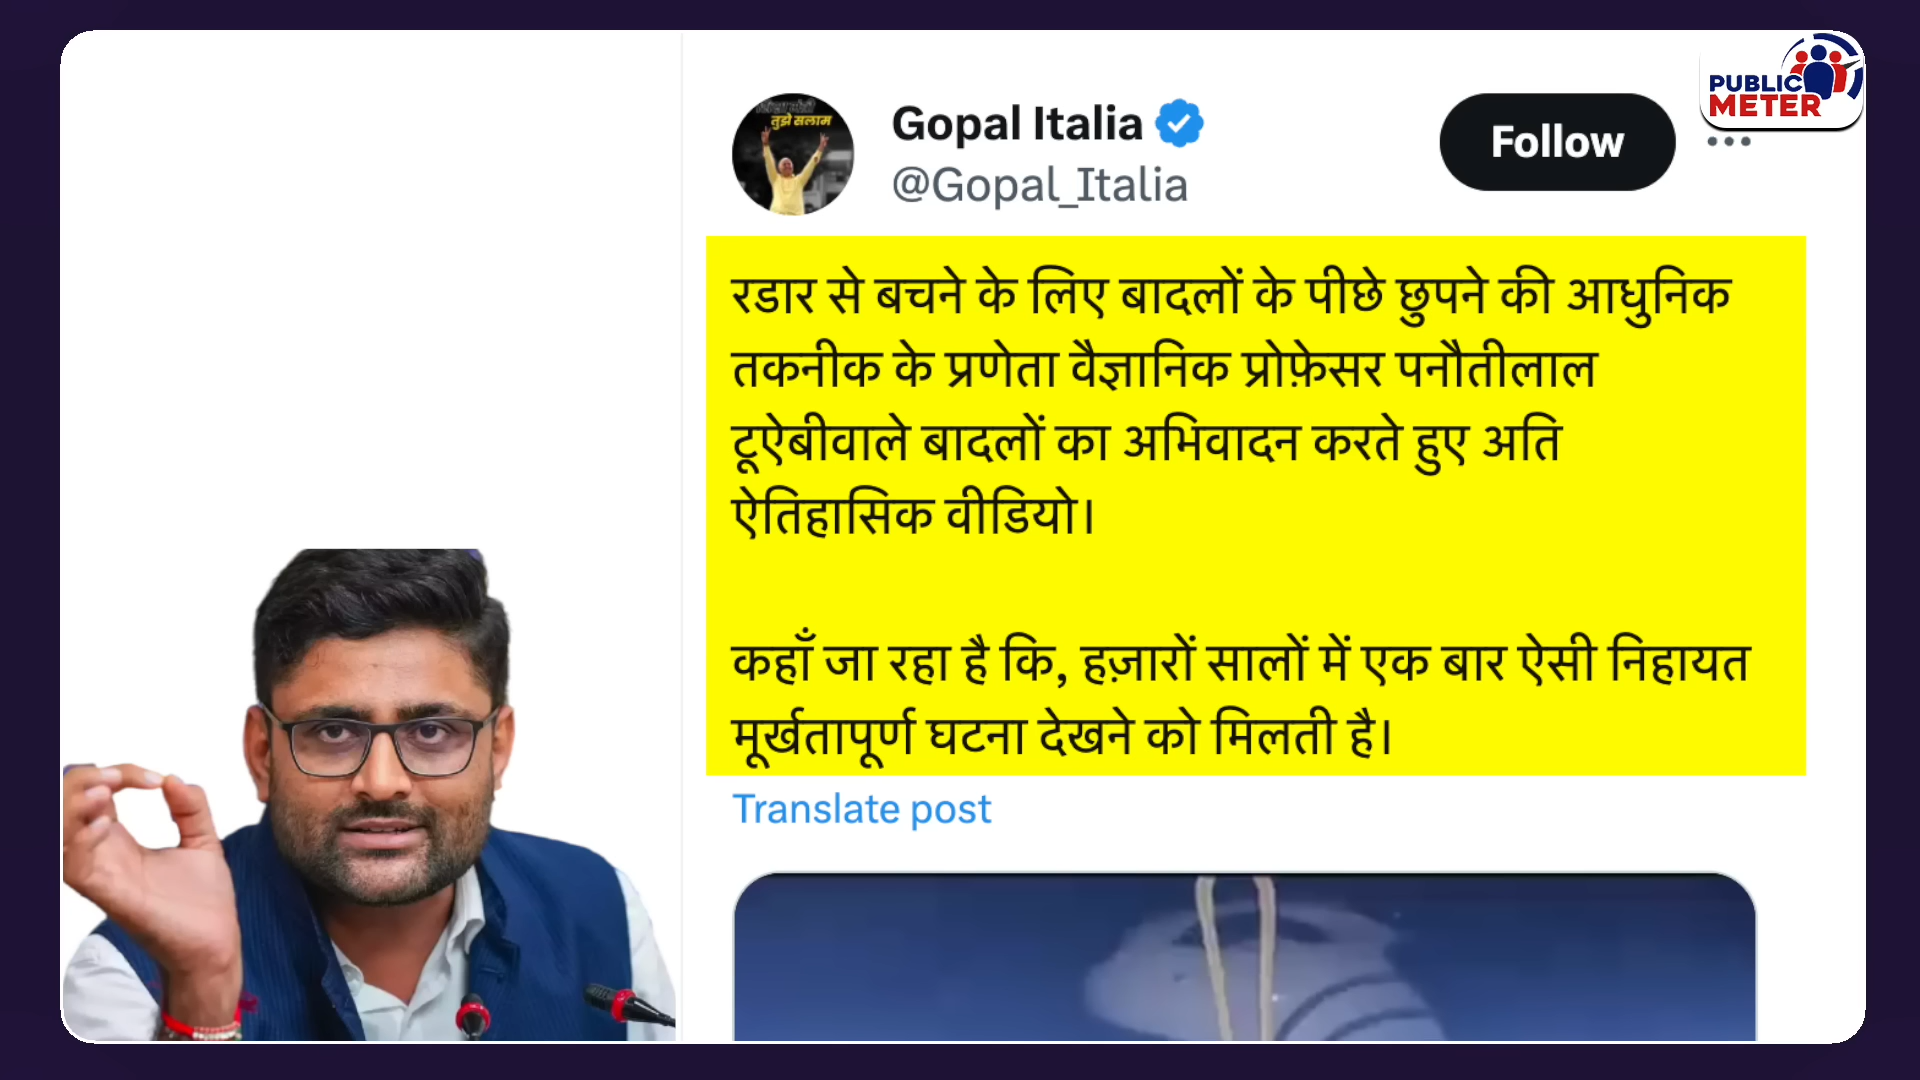 PUBLIC
METER
तुझे सलाम
Gopal Italia
@Gopal_Italia
Follow
रडार से बचने के लिए बादलों के पीछे छुपने की आधुनिक
तकनीक के प्रणेता वैज्ञानिक प्रोफ़ेसर पनौतीलाल
टूऐबीवाले बादलों का अभिवादन करते हुए अति
ऐतिहासिक वीडियो।
कहाँ जा रहा है कि, हज़ारों सालों में एक बार ऐसी निहायत
मूर्खतापूर्ण घटना देखने को मिलती है।
Translate post